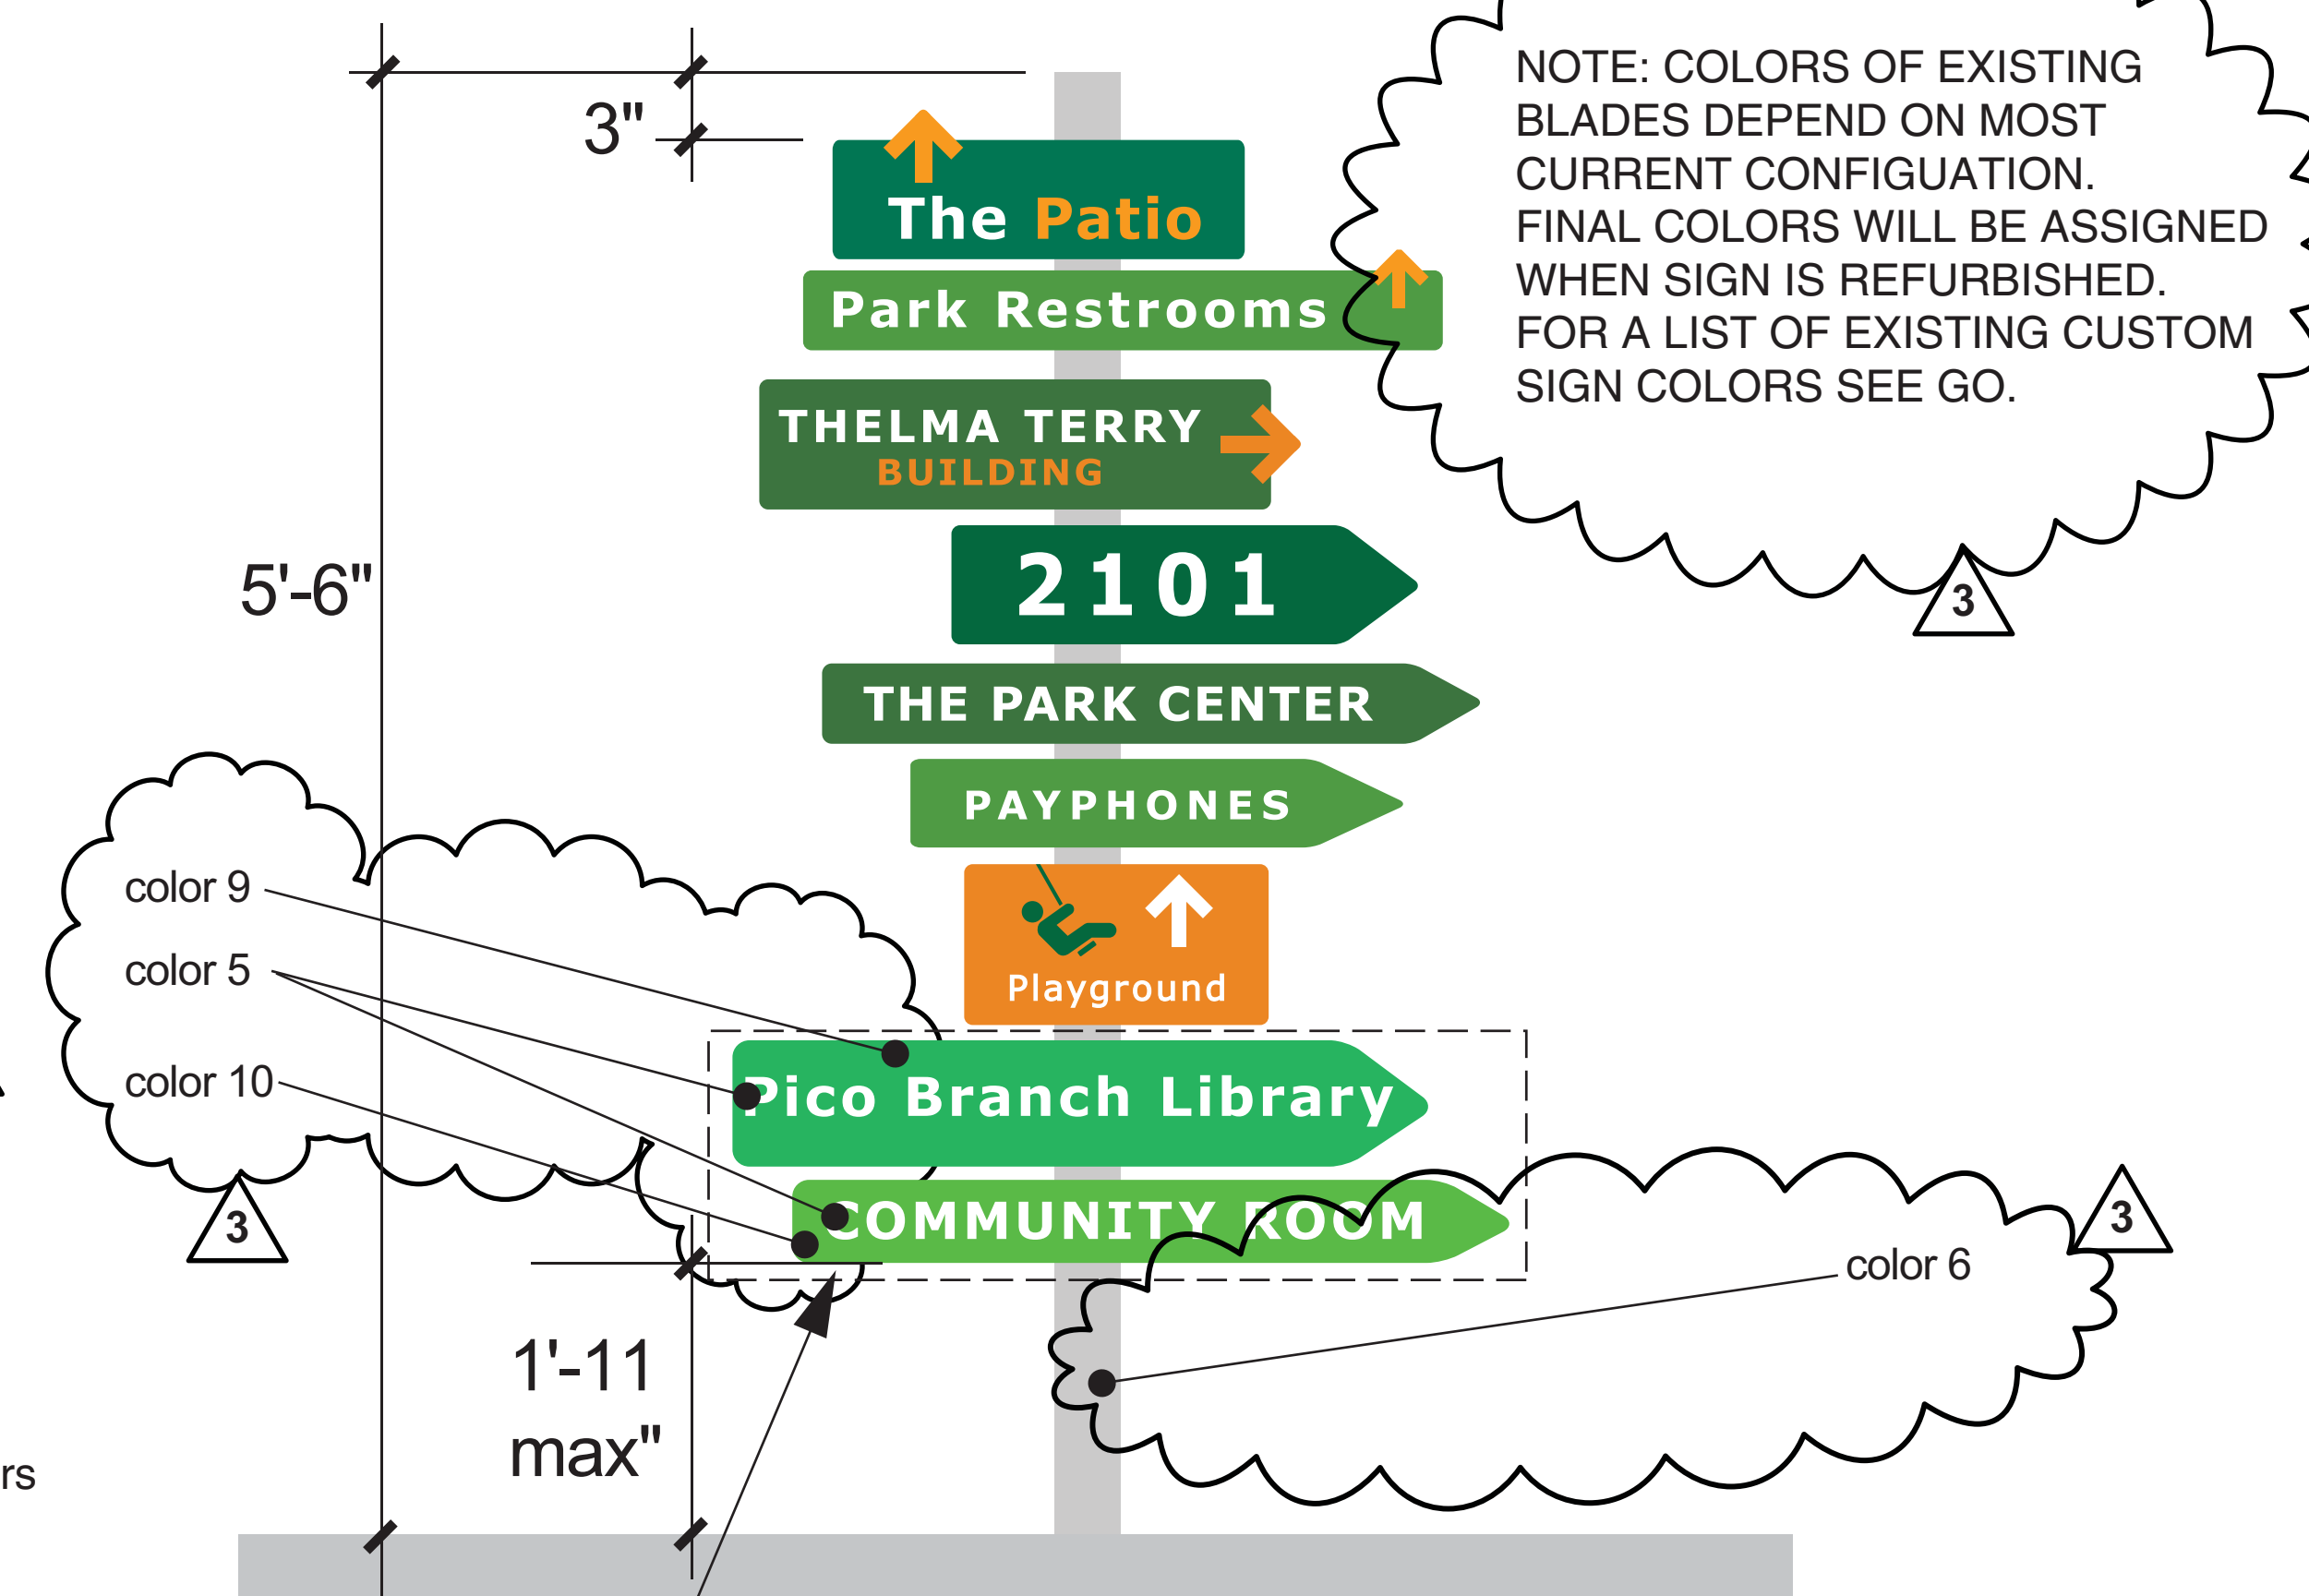 NOTE: COLORS OF EXISTING
BLADES DEPEND ON MOST
CURRENT CONFIGUATION.
FINAL COLORS WILL BE ASSIGNED
WHEN SIGN IS REFURBISHED.
FOR A LIST OF EXISTING CUSTOM
SIGN COLORS SEE GO.
3
3"
The Patio
Park Restrooms
THELMA TERRY
BUILDING
5'-6"
2101
THE PARK CENTER
PAYPHONES
Playground
color 9
color 5
color 10
3
Pico Branch Library
COMMUNITY ROOM
3
color 6
1'-11
max"
rs